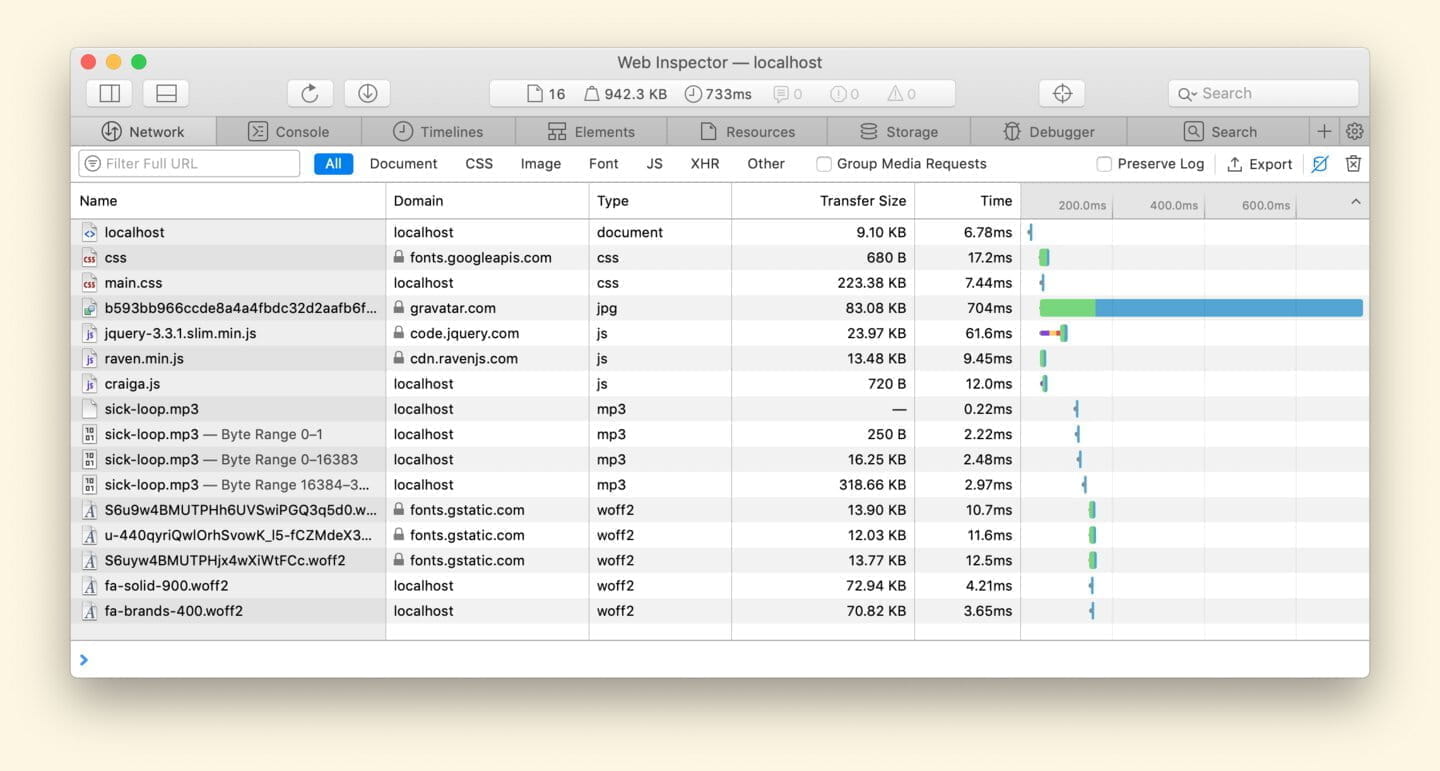 Web Inspector — localhost
16 942.3 KB 733ms 0 0 0 Search
Network Console Timelines Elements Resources Storage Debugger Search
Filter Full URL All Document CSS Image Font JS XHR Other Group Media Requests Preserve Log Export
Name Domain Type Transfer Size Time 200.0ms 400.0ms 600.0ms
localhost localhost document 9.10 KB 6.78ms
css css fonts.googleapis.com css 680 B 17.2ms
css main.css localhost css 223.38 KB 7.44ms
b593bb966ccde8a4a4fbdc32d2aafb6f... gravatar.com jpg 83.08 KB 704ms
js jquery-3.3.1.slim.min.js code.jquery.com js 23.97 KB 61.6ms
js raven.min.js cdn.ravenjs.com js 13.48 KB 9.45ms
js craiga.js localhost js 720 B 12.0ms
sick-loop.mp3 localhost mp3 — 0.22ms
10 01 sick-loop.mp3 — Byte Range 0–1 localhost mp3 250 B 2.22ms
10 01 sick-loop.mp3 — Byte Range 0–16383 localhost mp3 16.25 KB 2.48ms
10 01 sick-loop.mp3 — Byte Range 16384–3... localhost mp3 318.66 KB 2.97ms
A S6u9w4BMUTPHh6UVSwiPGQ3q5d0.w... fonts.gstatic.com woff2 13.90 KB 10.7ms
A u-440qyriQwlOrhSvowK_l5-fCZMdeX3... fonts.gstatic.com woff2 12.03 KB 11.6ms
A S6uyw4BMUTPHjx4wXiWtFCc.woff2 fonts.gstatic.com woff2 13.77 KB 12.5ms
A fa-solid-900.woff2 localhost woff2 72.94 KB 4.21ms
A fa-brands-400.woff2 localhost woff2 70.82 KB 3.65ms